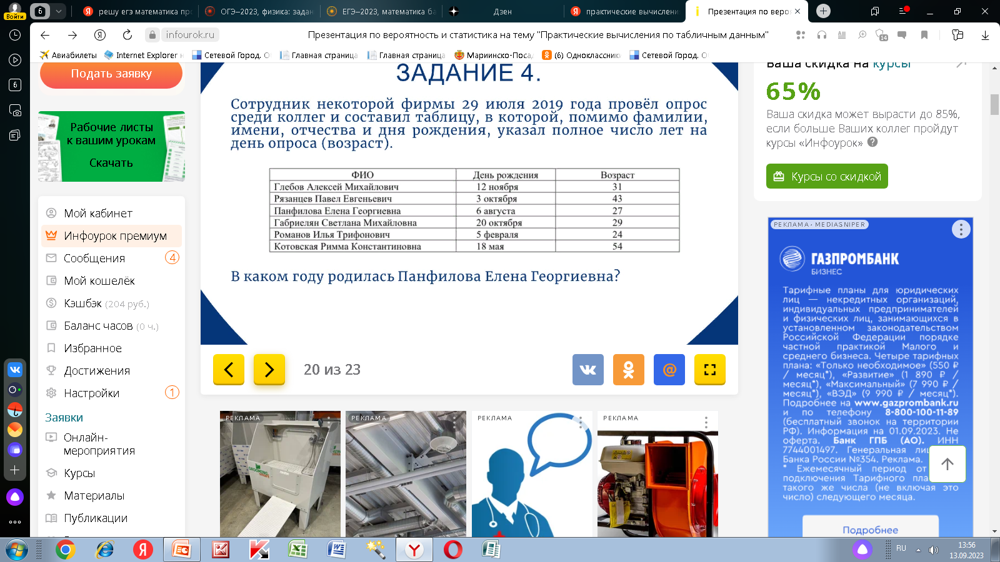 Войти
6
решу егэ математика про
ОГЭ–2023, физика: задан
ЕГЭ–2023, математика ба
Дзен
практические вычислени
Презентация по веро
infourok.ru
Презентация по вероятность и статистика на тему "Практические вычисления по табличным данным"
14
Авиабилеты
Internet Explorer н
Сетевой Город. О
Главная страница
Главная страница
Мариинско-Посад
(6) Одноклассники
Сетевой Город. О
6
Подать заявку
Рабочие листы
к вашим урокам
Скачать
Мой кабинет
Инфоурок премиум
Сообщения
4
Мой кошелёк
Кэшбэк (204 руб.)
Баланс часов (0 ч.)
Избранное
Достижения
Настройки
1
Заявки
Онлайн-
мероприятия
Курсы
Материалы
Публикации
ЗАДАНИЕ 4.
Сотрудник некоторой фирмы 29 июля 2019 года провёл опрос
среди коллег и составил таблицу, в которой, помимо фамилии,
имени, отчества и дня рождения, указал полное число лет на
день опроса (возраст).
ФИО День рождения Возраст
Глебов Алексей Михайлович 12 ноября 31
Рязанцев Павел Евгеньевич 3 октября 43
Панфилова Елена Георгиевна 6 августа 27
Габриелян Светлана Михайловна 20 октября 29
Романов Илья Трифонович 5 февраля 24
Котовская Римма Константиновна 18 мая 54
В каком году родилась Панфилова Елена Георгиевна?
20 из 23
РЕКЛАМА
РЕКЛАМА
РЕКЛАМА
РЕКЛАМА
Ваша скидка на курсы
65%
Ваша скидка может вырасти до 85%,
если больше Ваших коллег пройдут
курсы «Инфоурок»
Курсы со скидкой
РЕКЛАМА • MEDIASNIPER
ГАЗПРОМБАНК
БИЗНЕС
Тарифные планы для юридических
лиц — некредитных организаций,
индивидуальных предпринимателей
и физических лиц, занимающихся в
установленном законодательством
Российской Федерации порядке
частной практикой Малого и
среднего бизнеса. Четыре тарифных
плана: «Только необходимое» (550 ₽
/ месяц*), «Развитие» (1 890 ₽ /
месяц*), «Максимальный» (7 990 ₽ /
месяц*), «ВЭД» (9 990 ₽ / месяц*).
Подробнее на www.gazprombank.ru
и по телефону 8-800-100-11-89
(бесплатный звонок на территории
РФ). Информация на 01.09.2023. Не
оферта. Банк ГПБ (АО). ИНН
7744001497. Генеральная ли
Банка России №354. Реклама.
* Ежемесячный период от
подключения Тарифного пла
такого же числа (не включая это
число) следующего месяца.
Подробнее
RU
13:56
13.09.2023